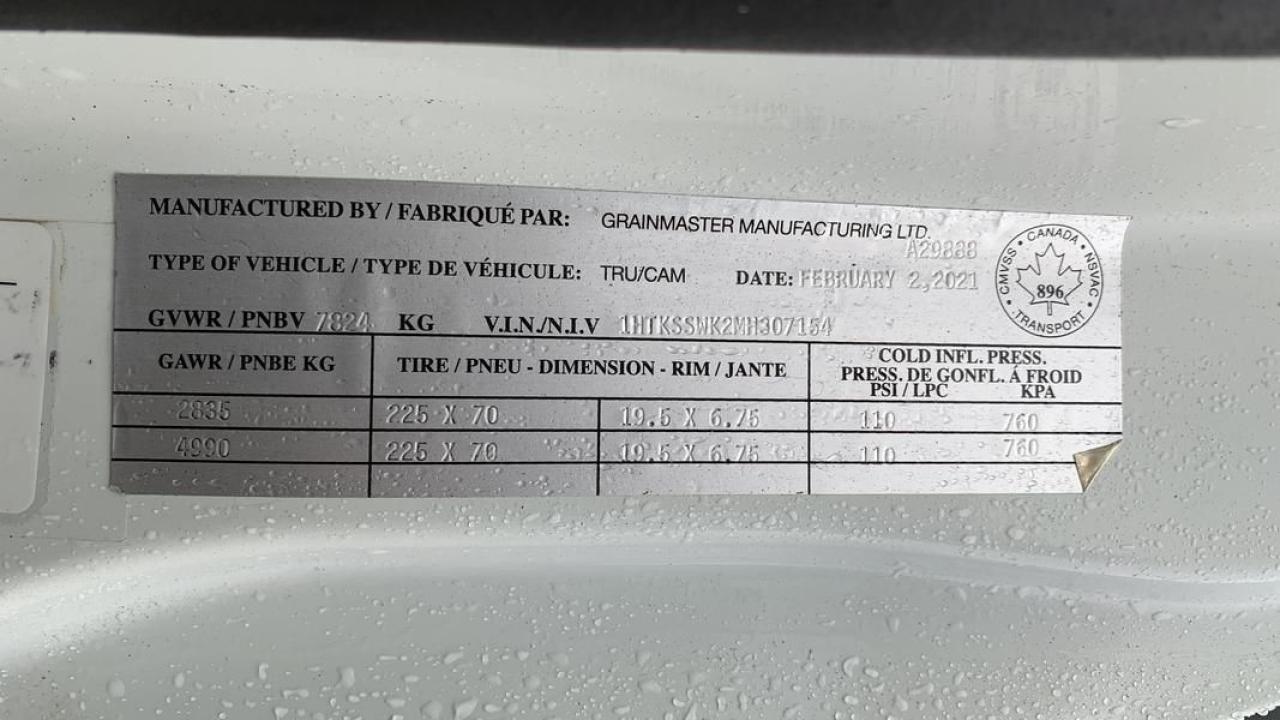 MANUFACTURED BY / FABRIQUÉ PAR: GRAINMASTER MANUFACTURING LTD.
A29888
TYPE OF VEHICLE / TYPE DE VÉHICULE: TRU/CAM DATE: FEBRUARY 2,2021
GVWR / PNBV 7824 KG V.I.N./N.I.V 1HTKSSWK2MH307154
CANADA
CMVSS • NSVAC
896
TRANSPORT
GAWR / PNBE KG TIRE / PNEU - DIMENSION - RIM / JANTE COLD INFL. PRESS.
PRESS. DE GONFL. Á FROID
PSI / LPC KPA
2835 225 X 70 19.5 X 6.75 110 760
4990 225 X 70 19.5 X 6.75 110 760